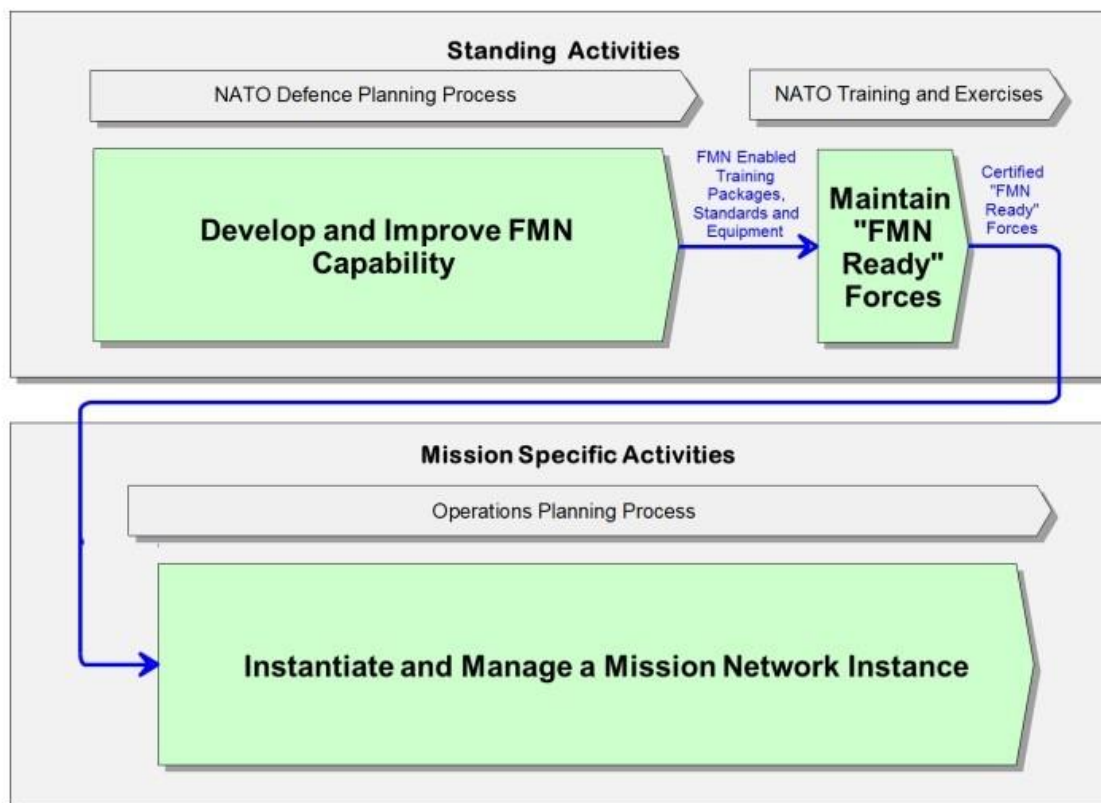 Standing Activities
NATO Defence Planning Process
NATO Training and Exercises
Develop and Improve FMN
Capability
FMN Enabled
Training
Packages,
Standards and
Equipment
Maintain
"FMN
Ready"
Forces
Certified
"FMN
Ready"
Forces
Mission Specific Activities
Operations Planning Process
Instantiate and Manage a Mission Network Instance